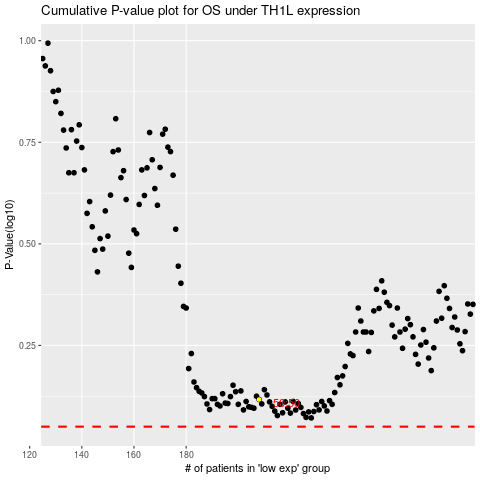 Cumulative P-value plot for OS under TH1L expression
P-Value(log10)
1.00
0.75
0.50
0.25
120
140
160
180
# of patients in 'low exp' group